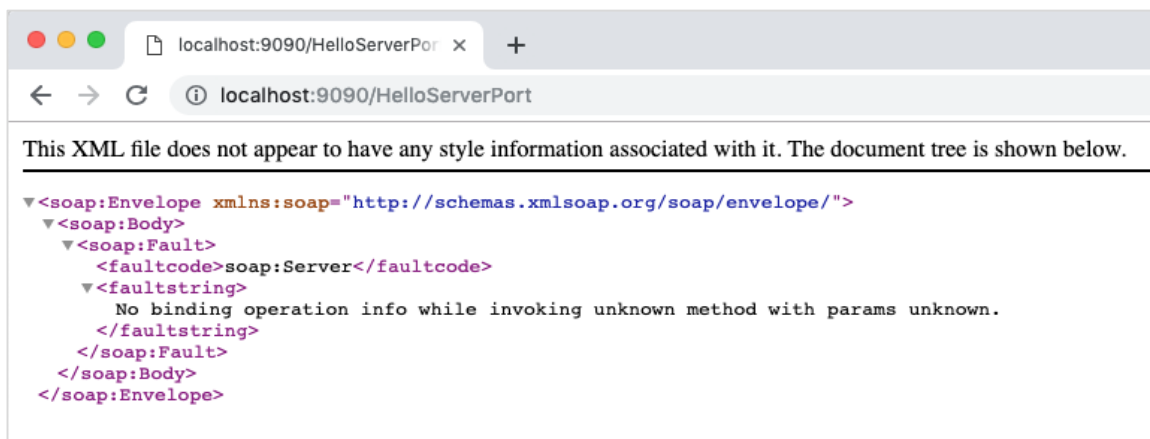 localhost:9090/HelloServerPor
localhost:9090/HelloServerPort
This XML file does not appear to have any style information associated with it. The document tree is shown below.
▼<soap:Envelope xmlns:soap="http://schemas.xmlsoap.org/soap/envelope/">
▼<soap:Body>
▼<soap:Fault>
<faultcode>soap:Server</faultcode>
▼<faultstring>
No binding operation info while invoking unknown method with params unknown.
</faultstring>
</soap:Fault>
</soap:Body>
</soap:Envelope>